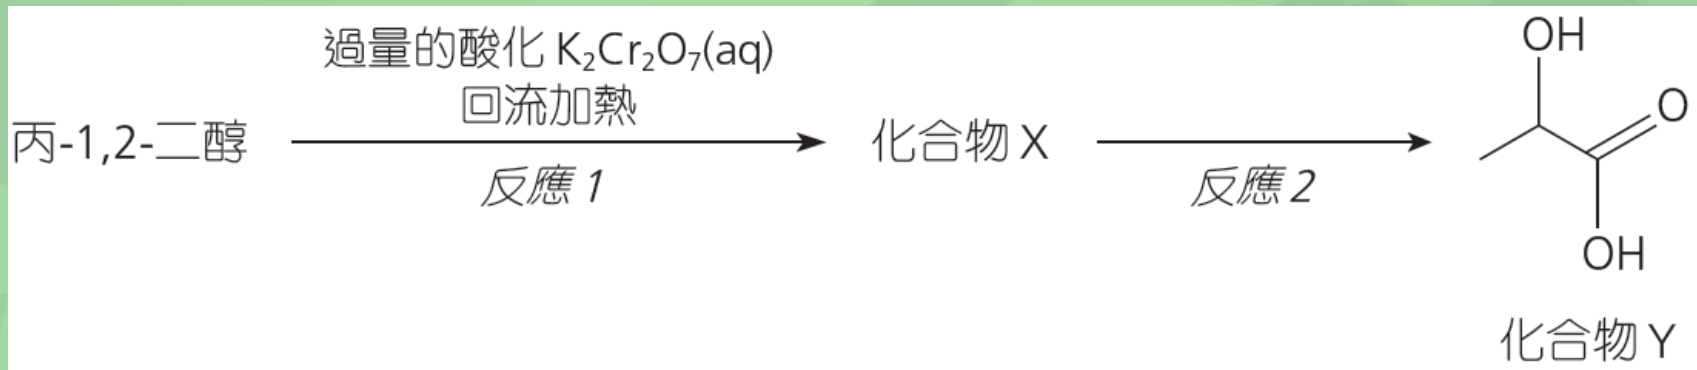 過量的酸化 K₂Cr₂O₇(aq)
回流加熱
丙-1,2-二醇
反應 1
化合物 X
反應 2
OH
O
OH
化合物 Y